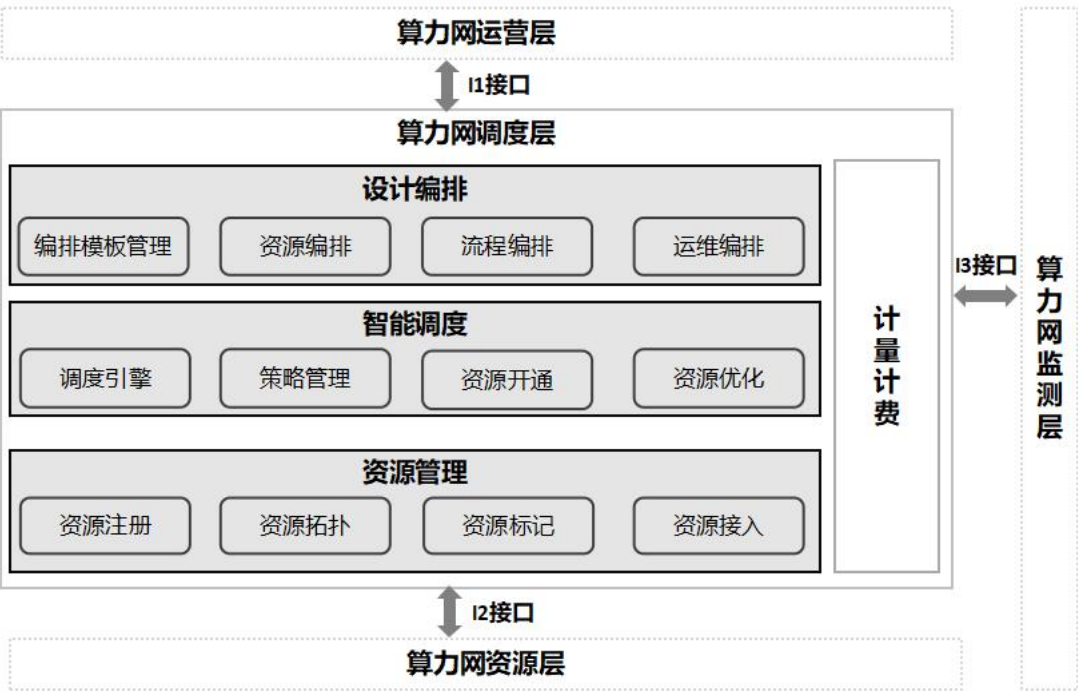 算力网运营层
I1接口
算力网调度层
设计编排
编排模板管理
资源编排
流程编排
运维编排
智能调度
调度引擎
策略管理
资源开通
资源优化
资源管理
资源注册
资源拓扑
资源标记
资源接入
计量计费
I3接口
算力网监测层
I2接口
算力网资源层